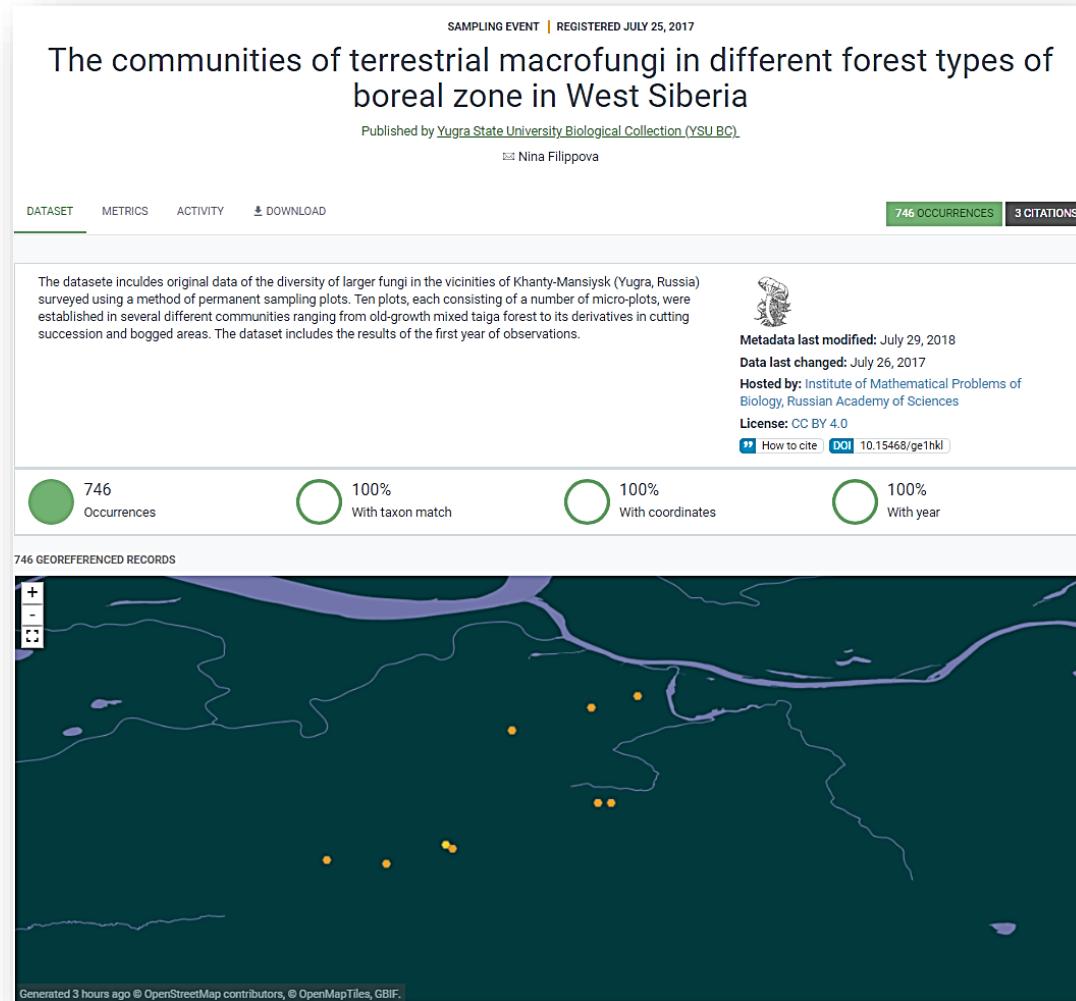 SAMPLING EVENT | REGISTERED JULY 25, 2017
The communities of terrestrial macrofungi in different forest types of
boreal zone in West Siberia
Published by Yugra State University Biological Collection (YSU BC)
Nina Filippova
DATASET METRICS ACTIVITY DOWNLOAD
746 OCCURRENCES 3 CITATIONS
The datasete inculdes original data of the diversity of larger fungi in the vicinities of Khanty-Mansiysk (Yugra, Russia)
surveyed using a method of permanent sampling plots. Ten plots, each consisting of a number of micro-plots, were
established in several different communities ranging from old-growth mixed taiga forest to its derivatives in cutting
succession and bogged areas. The dataset includes the results of the first year of observations.
Metadata last modified: July 29, 2018
Data last changed: July 26, 2017
Hosted by: Institute of Mathematical Problems of
Biology, Russian Academy of Sciences
License: CC BY 4.0
How to cite DOI 10.15468/ge1hkl
746
Occurrences
100%
With taxon match
100%
With coordinates
100%
With year
746 GEOREFERENCED RECORDS
+
-
Generated 3 hours ago © OpenStreetMap contributors, © OpenMapTiles, GBIF.